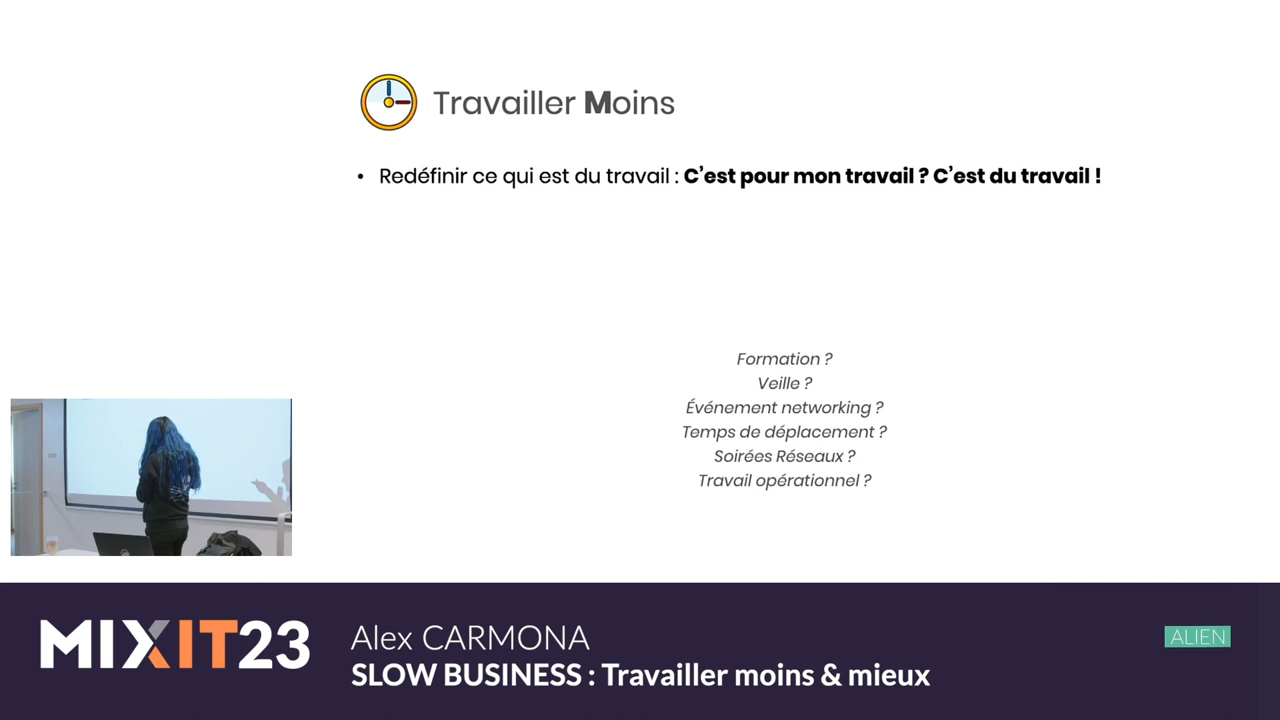 Travailler Moins
• Redéfinir ce qui est du travail : C’est pour mon travail ? C’est du travail !
Formation ?
Veille ?
Événement networking ?
Temps de déplacement ?
Soirées Réseaux ?
Travail opérationnel ?
MIXIT23
Alex CARMONA
SLOW BUSINESS : Travailler moins & mieux
ALIEN